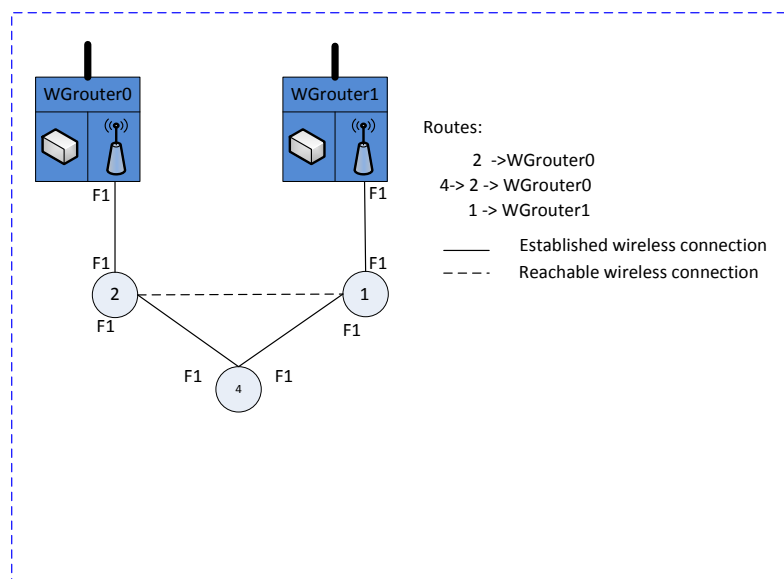 WGrouter0
WGrouter1
Routes:
2 ->WGrouter0
4-> 2 -> WGrouter0
1 -> WGrouter1
Established wireless connection
Reachable wireless connection
F1
F1
F1
F1
2
1
F1
F1
F1
F1
4